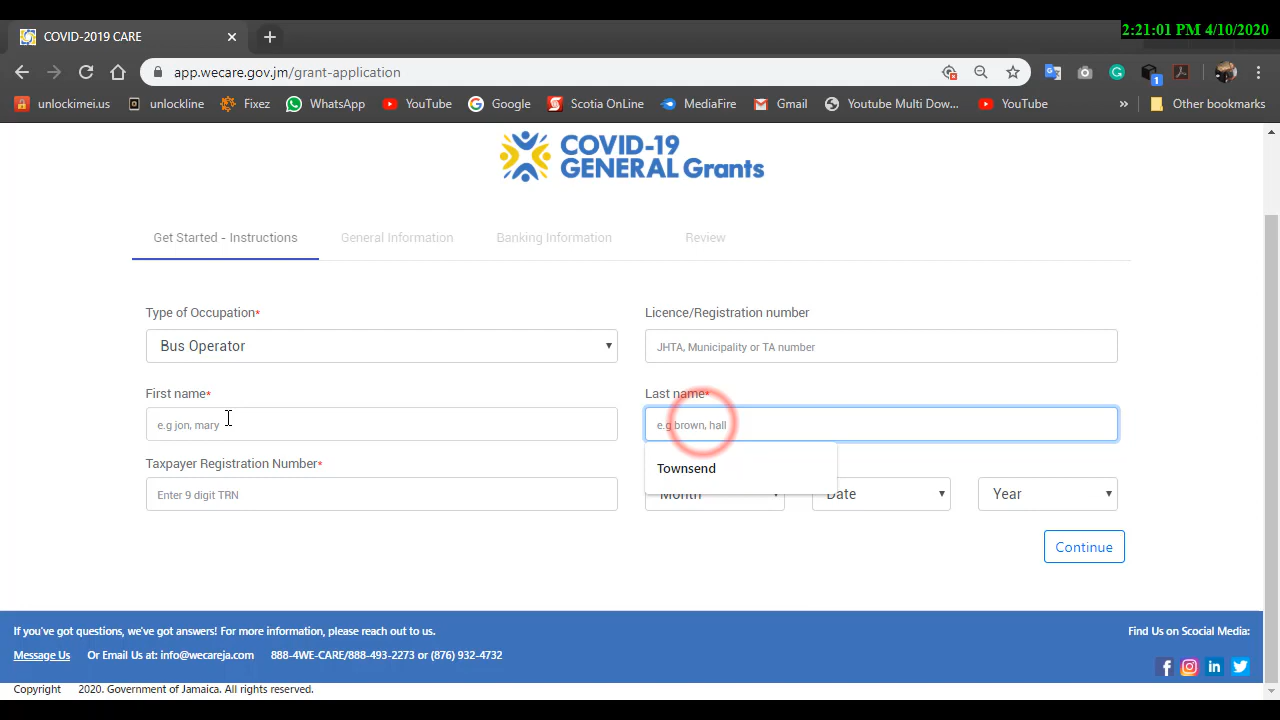 2:21:01 PM 4/10/2020
COVID-2019 CARE
app.wecare.gov.jm/grant-application
1
unlockimei.us unlockline Fixez WhatsApp YouTube Google Scotia OnLine MediaFire Gmail Youtube Multi Dow... YouTube » Other bookmarks
COVID-19
GENERAL Grants
Get Started - Instructions General Information Banking Information Review
Type of Occupation* Licence/Registration number
Bus Operator JHTA, Municipality or TA number
First name* Last name*
e.g jon, mary e.g brown, hall
Townsend
Taxpayer Registration Number*
Enter 9 digit TRN Month Date Year
Continue
If you've got questions, we've got answers! For more information, please reach out to us. Find Us on Scocial Media:
Message Us Or Email Us at: info@wecareja.com 888-4WE-CARE/888-493-2273 or (876) 932-4732
Copyright 2020. Government of Jamaica. All rights reserved.